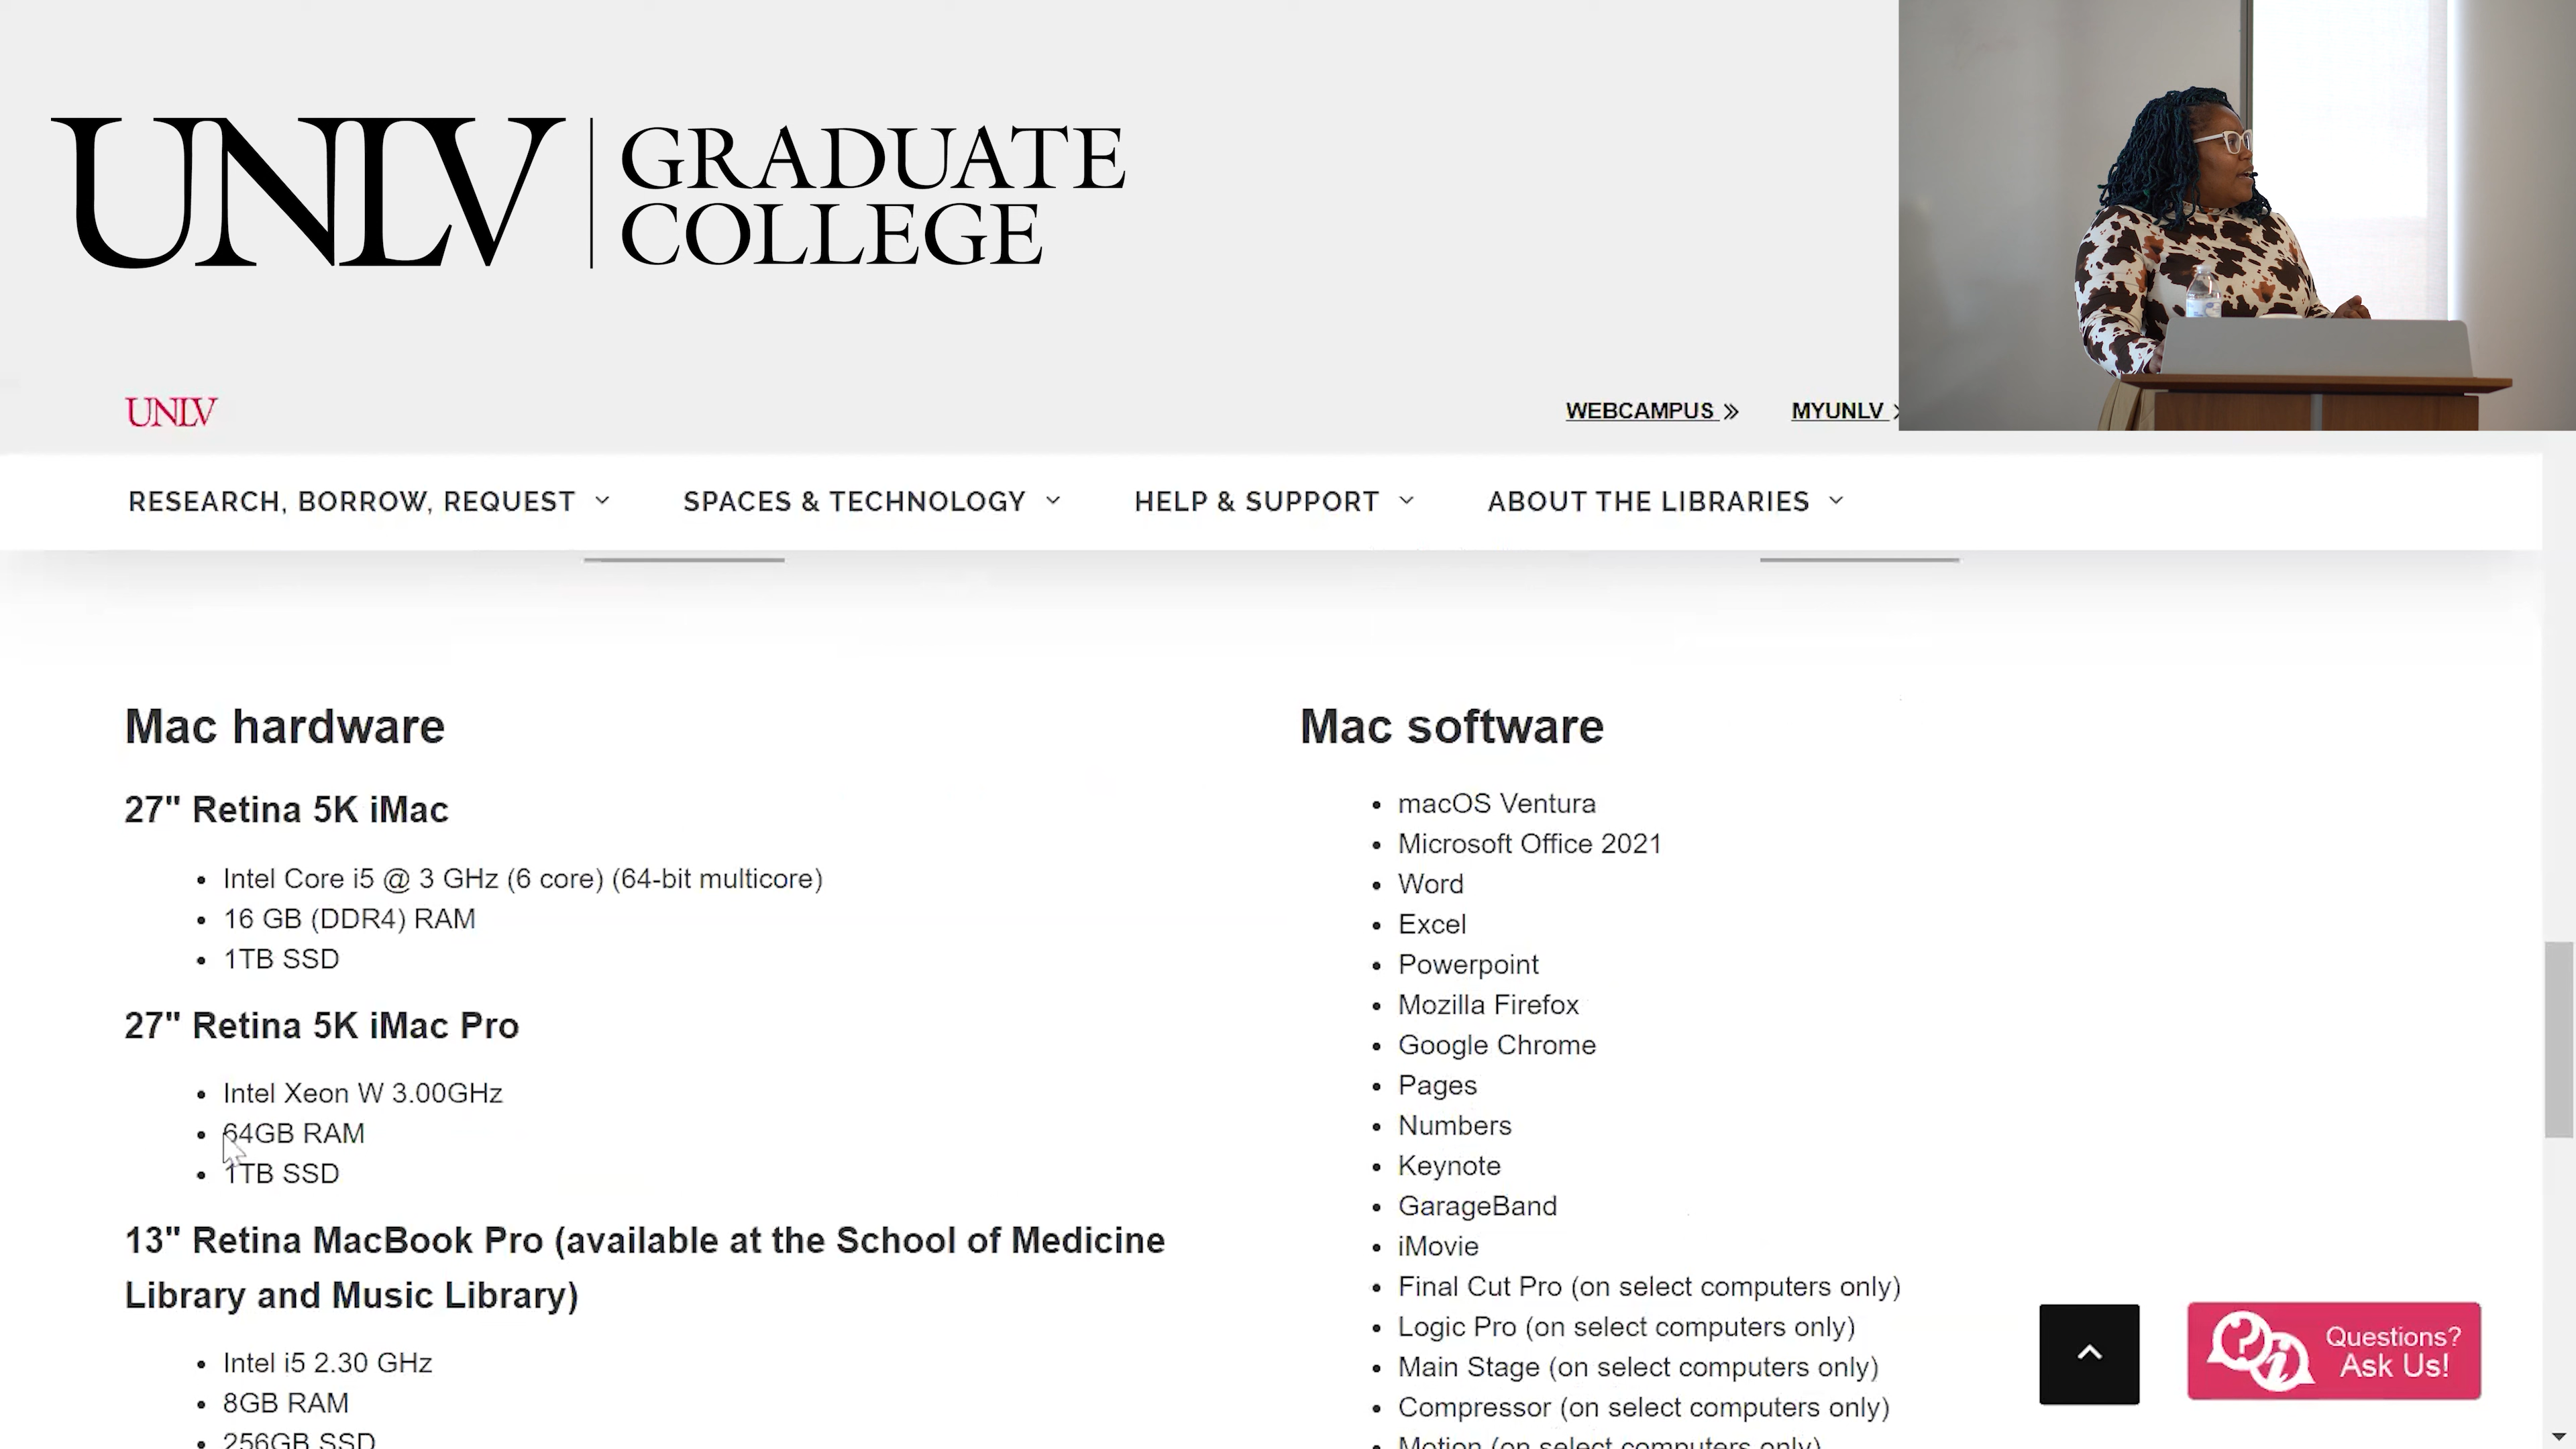 UNLV
GRADUATE
COLLEGE
UNLV
WEBCAMPUS »
MYUNLV
RESEARCH, BORROW, REQUEST
SPACES & TECHNOLOGY
HELP & SUPPORT
ABOUT THE LIBRARIES
Mac hardware
27" Retina 5K iMac
• Intel Core i5 @ 3 GHz (6 core) (64-bit multicore)
• 16 GB (DDR4) RAM
• 1TB SSD
27" Retina 5K iMac Pro
• Intel Xeon W 3.00GHz
• 64GB RAM
• 1TB SSD
13" Retina MacBook Pro (available at the School of Medicine
Library and Music Library)
• Intel i5 2.30 GHz
• 8GB RAM
• 256GB SSD
Mac software
• macOS Ventura
• Microsoft Office 2021
• Word
• Excel
• Powerpoint
• Mozilla Firefox
• Google Chrome
• Pages
• Numbers
• Keynote
• GarageBand
• iMovie
• Final Cut Pro (on select computers only)
• Logic Pro (on select computers only)
• Main Stage (on select computers only)
• Compressor (on select computers only)
• Motion (on select computers only)
Questions?
Ask Us!